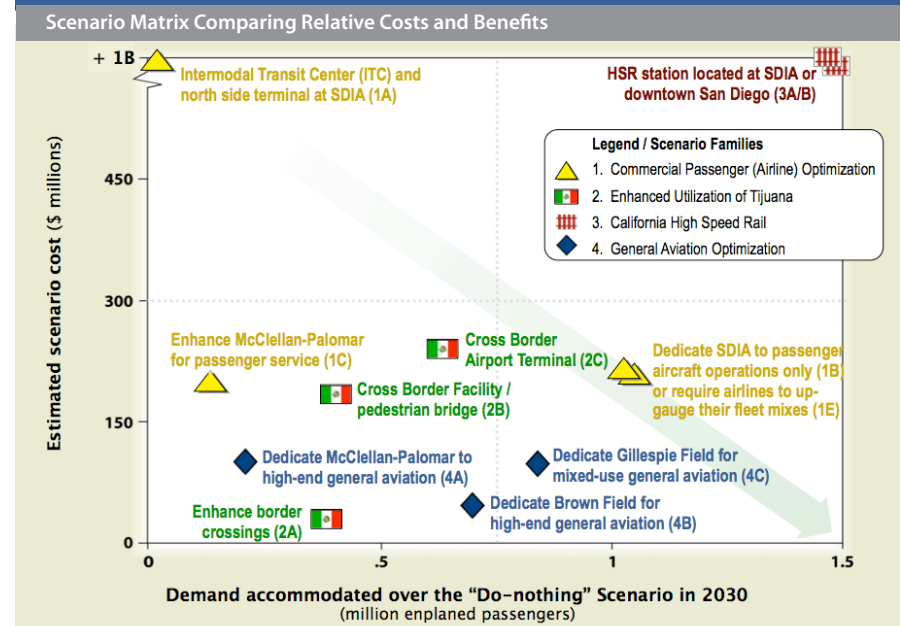 Scenario Matrix Comparing Relative Costs and Benefits
+ 1B
Intermodal Transit Center (ITC) and
north side terminal at SDIA (1A)
HSR station located at SDIA or
downtown San Diego (3A/B)
Legend / Scenario Families
1. Commercial Passenger (Airline) Optimization
2. Enhanced Utilization of Tijuana
3. California High Speed Rail
4. General Aviation Optimization
Estimated scenario cost ($ millions)
450
300
150
0
Enhance McClellan-Palomar
for passenger service (1C)
Cross Border
Airport Terminal (2C)
Dedicate SDIA to passenger
aircraft operations only (1B)
or require airlines to up-
gauge their fleet mixes (1E)
Cross Border Facility /
pedestrian bridge (2B)
Dedicate McClellan-Palomar to
high-end general aviation (4A)
Dedicate Gillespie Field for
mixed-use general aviation (4C)
Enhance border
crossings (2A)
Dedicate Brown Field for
high-end general aviation (4B)
0
.5
1
1.5
Demand accommodated over the “Do-nothing” Scenario in 2030
(million enplaned passengers)